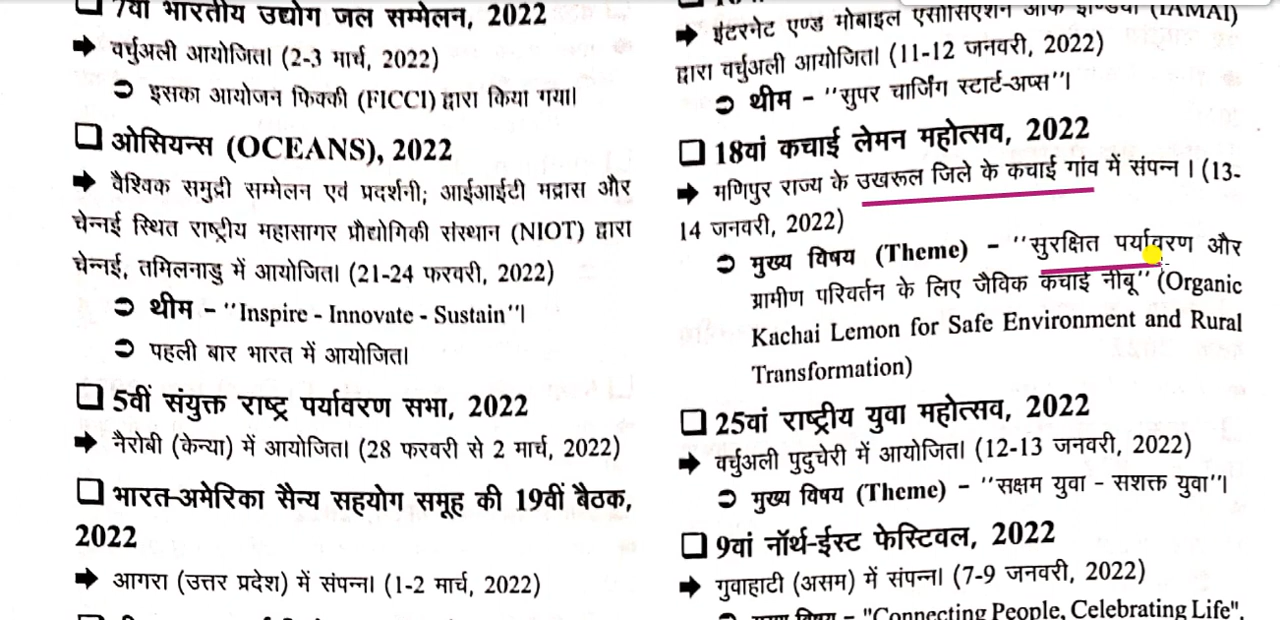 7वां भारतीय उद्योग जल सम्मेलन, 2022
वर्चुअली आयोजित। (2-3 मार्च, 2022)
इसका आयोजन फिक्की (FICCI) द्वारा किया गया।
ओसियन्स (OCEANS), 2022
वैश्विक समुद्री सम्मेलन एवं प्रदर्शनी; आईआईटी मद्रास और
चेन्नई स्थित राष्ट्रीय महासागर प्रौद्योगिकी संस्थान (NIOT) द्वारा
चेन्नई, तमिलनाडु में आयोजित। (21-24 फरवरी, 2022)
थीम - "Inspire - Innovate - Sustain"।
पहली बार भारत में आयोजित।
5वीं संयुक्त राष्ट्र पर्यावरण सभा, 2022
नैरोबी (केन्या) में आयोजित। (28 फरवरी से 2 मार्च, 2022)
भारत-अमेरिका सैन्य सहयोग समूह की 19वीं बैठक,
2022
आगरा (उत्तर प्रदेश) में संपन्न। (1-2 मार्च, 2022)
इंटरनेट एण्ड मोबाइल एसोसिएशन ऑफ इण्डिया (IAMAI)
द्वारा वर्चुअली आयोजित। (11-12 जनवरी, 2022)
थीम - "सुपर चार्जिंग स्टार्ट-अप्स"।
18वां कचाई लेमन महोत्सव, 2022
मणिपुर राज्य के उखरूल जिले के कचाई गांव में संपन्न। (13-
14 जनवरी, 2022)
मुख्य विषय (Theme) - "सुरक्षित पर्यावरण और
ग्रामीण परिवर्तन के लिए जैविक कचाई नींबू" (Organic
Kachai Lemon for Safe Environment and Rural
Transformation)
25वां राष्ट्रीय युवा महोत्सव, 2022
वर्चुअली पुदुचेरी में आयोजित। (12-13 जनवरी, 2022)
मुख्य विषय (Theme) - "सक्षम युवा - सशक्त युवा"।
9वां नॉर्थ-ईस्ट फेस्टिवल, 2022
गुवाहाटी (असम) में संपन्न। (7-9 जनवरी, 2022)
मुख्य विषय - "Connecting People, Celebrating Life",